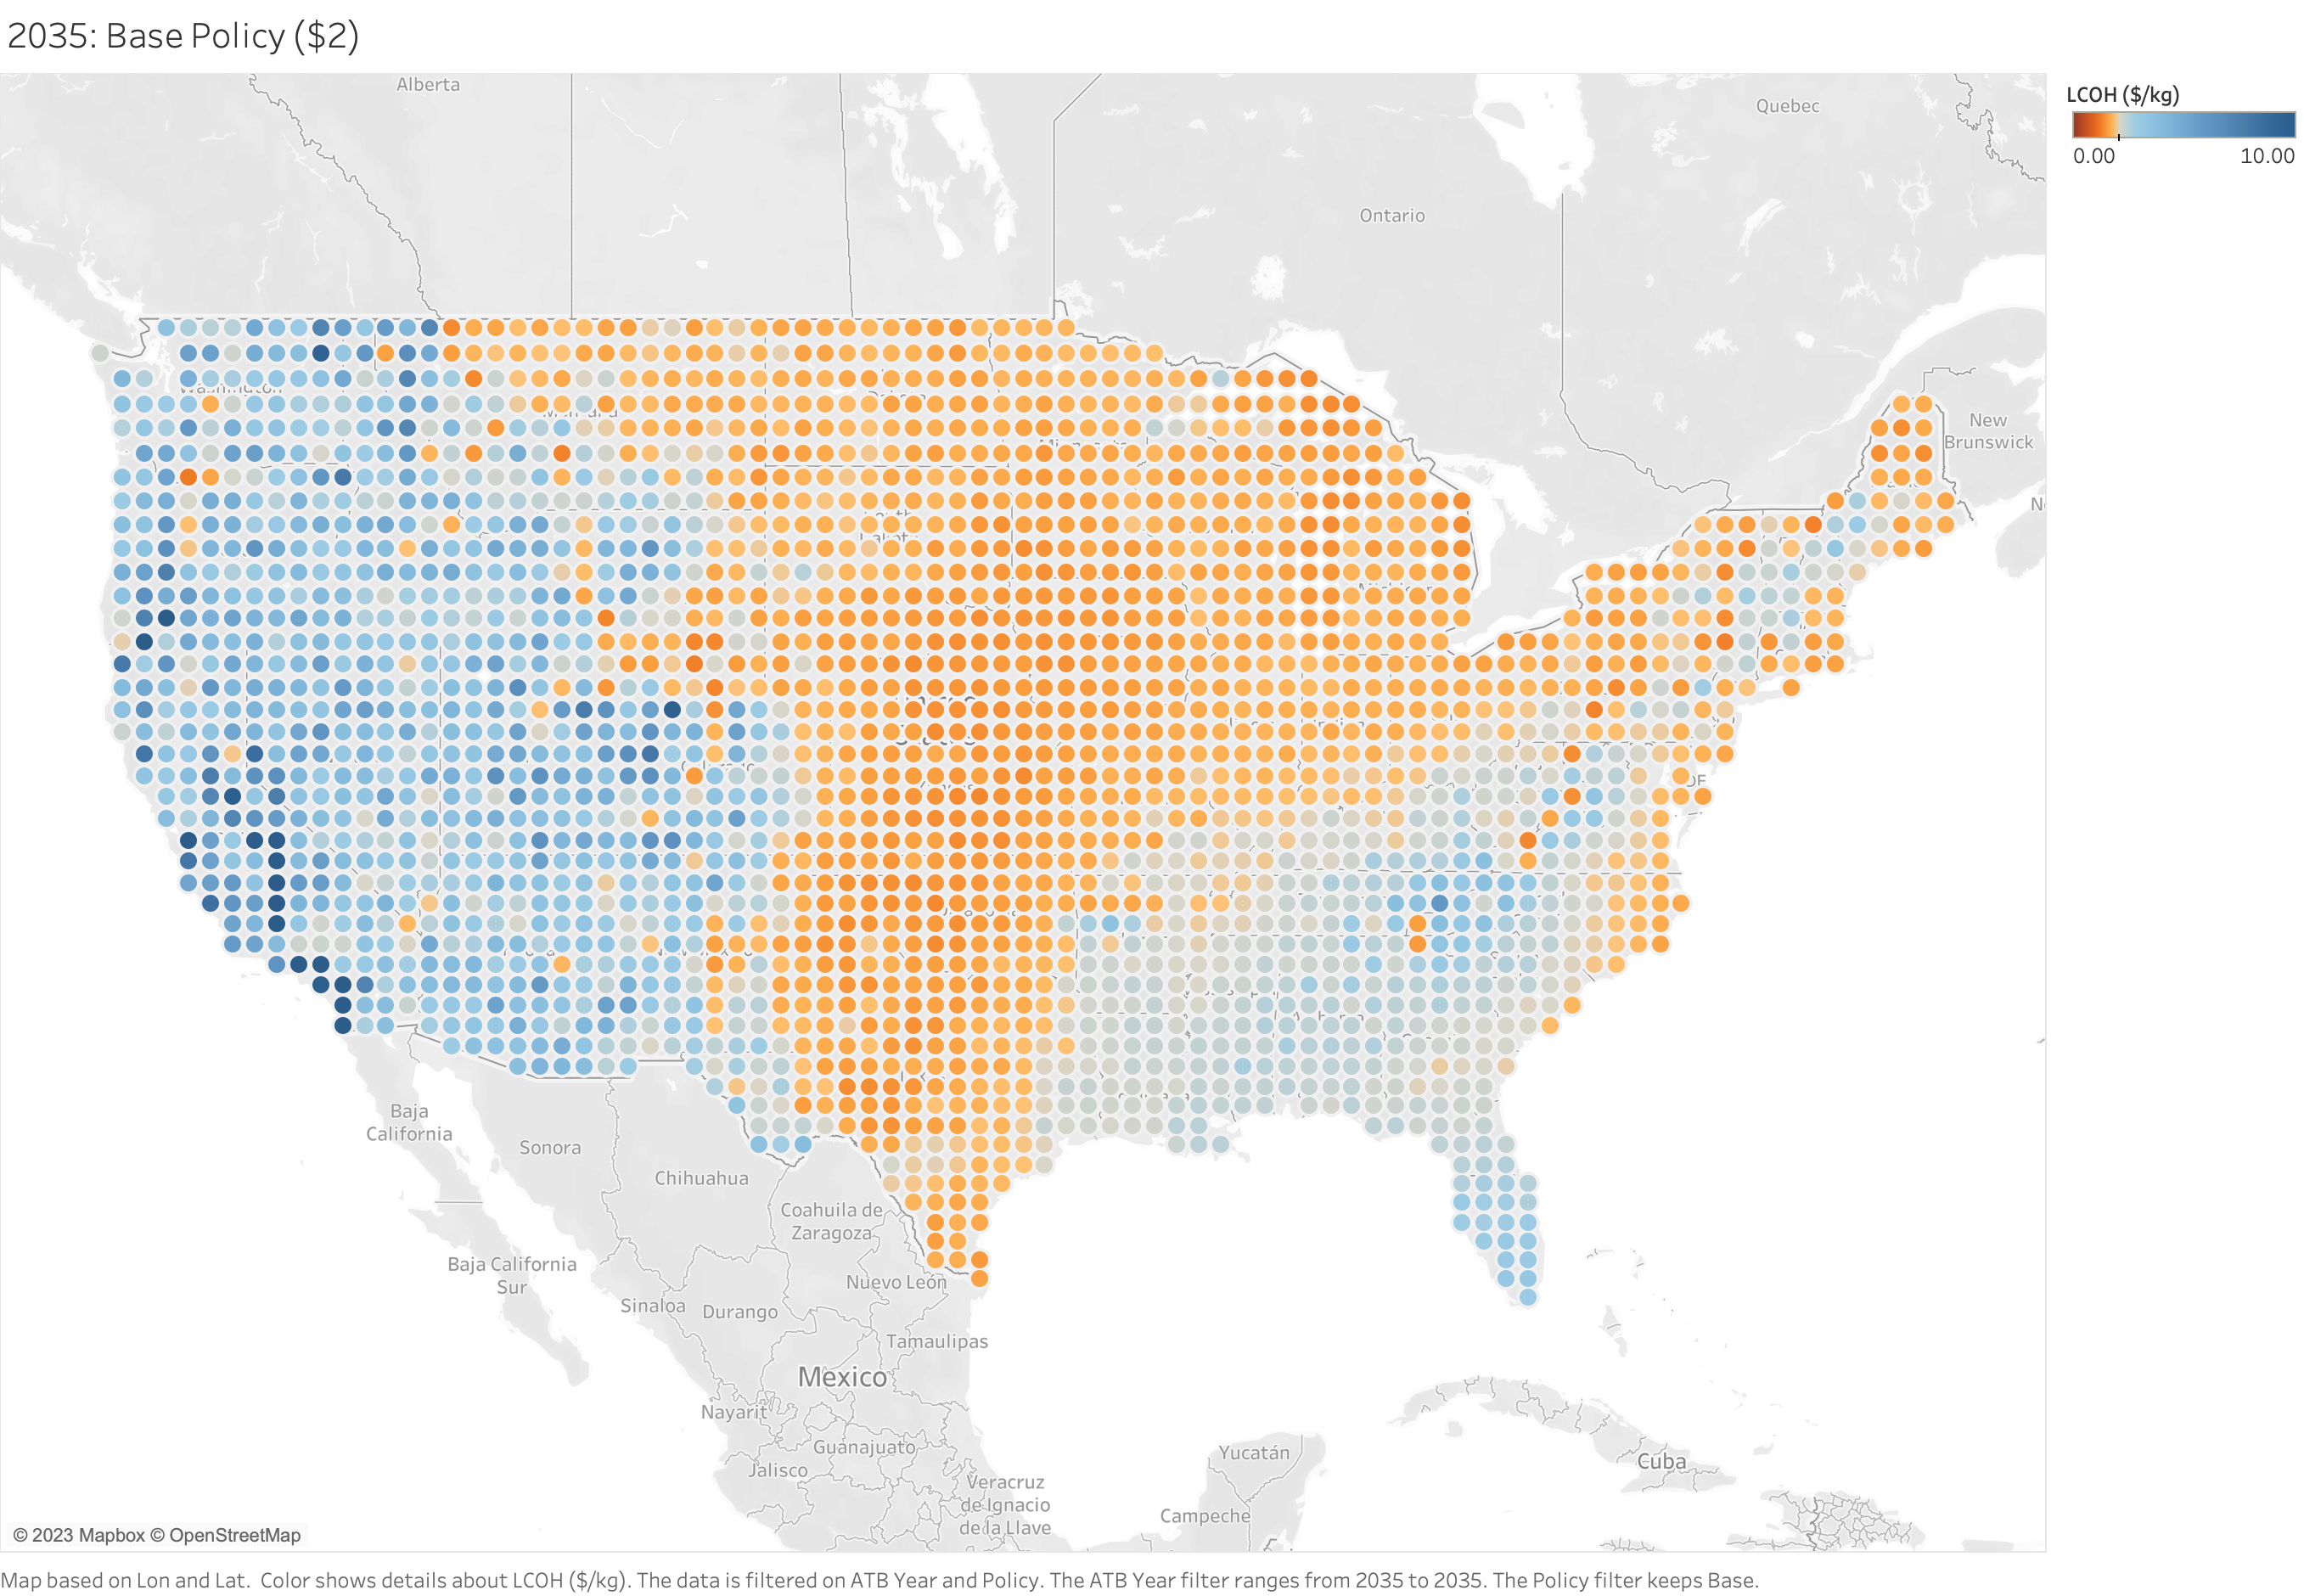 2035: Base Policy ($2)
LCOH ($/kg)
0.00
10.00
Alberta
Quebec
Ontario
New
Brunswick
Baja
California
Sonora
Chihuahua
Coahuila de
Zaragoza
Baja California
Sur
Nuevo León
Sinaloa
Durango
Tamaulipas
Mexico
Nayarit
Guanajuato
Jalisco
Yucatán
Cuba
Veracruz
de Ignacio
de la Llave
Campeche
© 2023 Mapbox © OpenStreetMap
Map based on Lon and Lat. Color shows details about LCOH ($/kg). The data is filtered on ATB Year and Policy. The ATB Year filter ranges from 2035 to 2035. The Policy filter keeps Base.